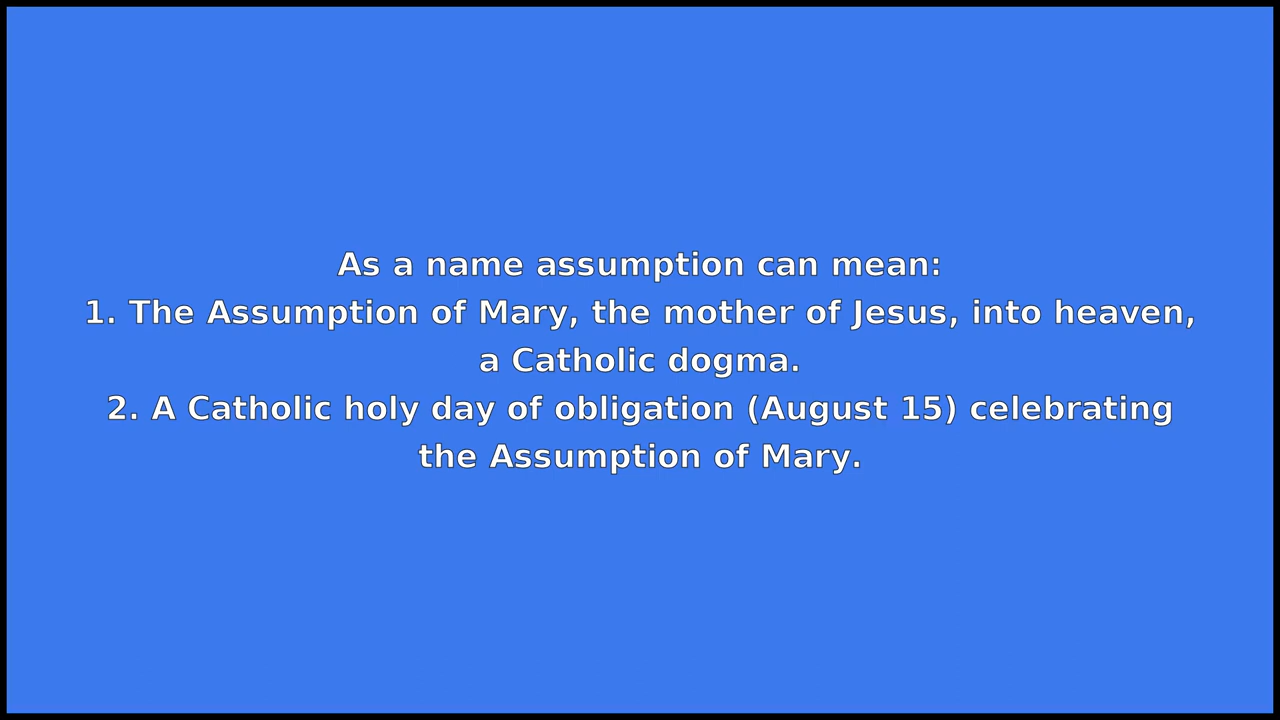 As a name assumption can mean:
1. The Assumption of Mary, the mother of Jesus, into heaven,
a Catholic dogma.
2. A Catholic holy day of obligation (August 15) celebrating
the Assumption of Mary.